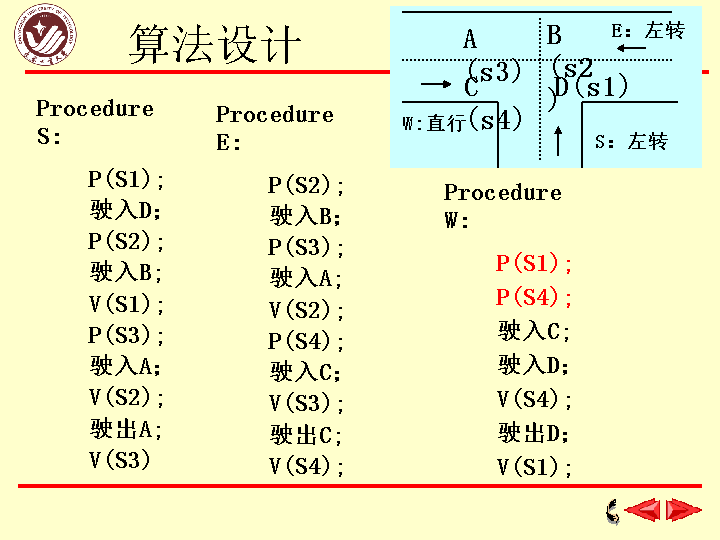 算法设计
A
(s3)
B
(s2
)
E：左转
C
(s4)
D(s1)
W:直行
S：左转
Procedure
S:
P(S1);
驶入D；
P(S2);
驶入B;
V(S1);
P(S3);
驶入A；
V(S2);
驶出A;
V(S3)
Procedure
E:
P(S2);
驶入B；
P(S3);
驶入A;
V(S2);
P(S4);
驶入C；
V(S3);
驶出C;
V(S4);
Procedure
W:
P(S1);
P(S4);
驶入C;
驶入D；
V(S4);
驶出D；
V(S1);